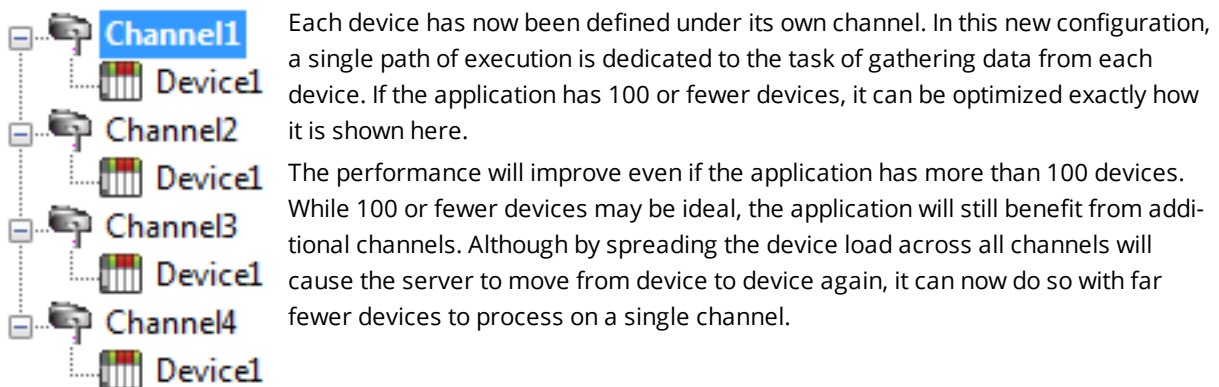 Channel1
Device1
Channel2
Device1
Channel3
Device1
Channel4
Device1
Each device has now been defined under its own channel. In this new configuration,
a single path of execution is dedicated to the task of gathering data from each
device. If the application has 100 or fewer devices, it can be optimized exactly how
it is shown here.
The performance will improve even if the application has more than 100 devices.
While 100 or fewer devices may be ideal, the application will still benefit from addi-
tional channels. Although by spreading the device load across all channels will
cause the server to move from device to device again, it can now do so with far
fewer devices to process on a single channel.